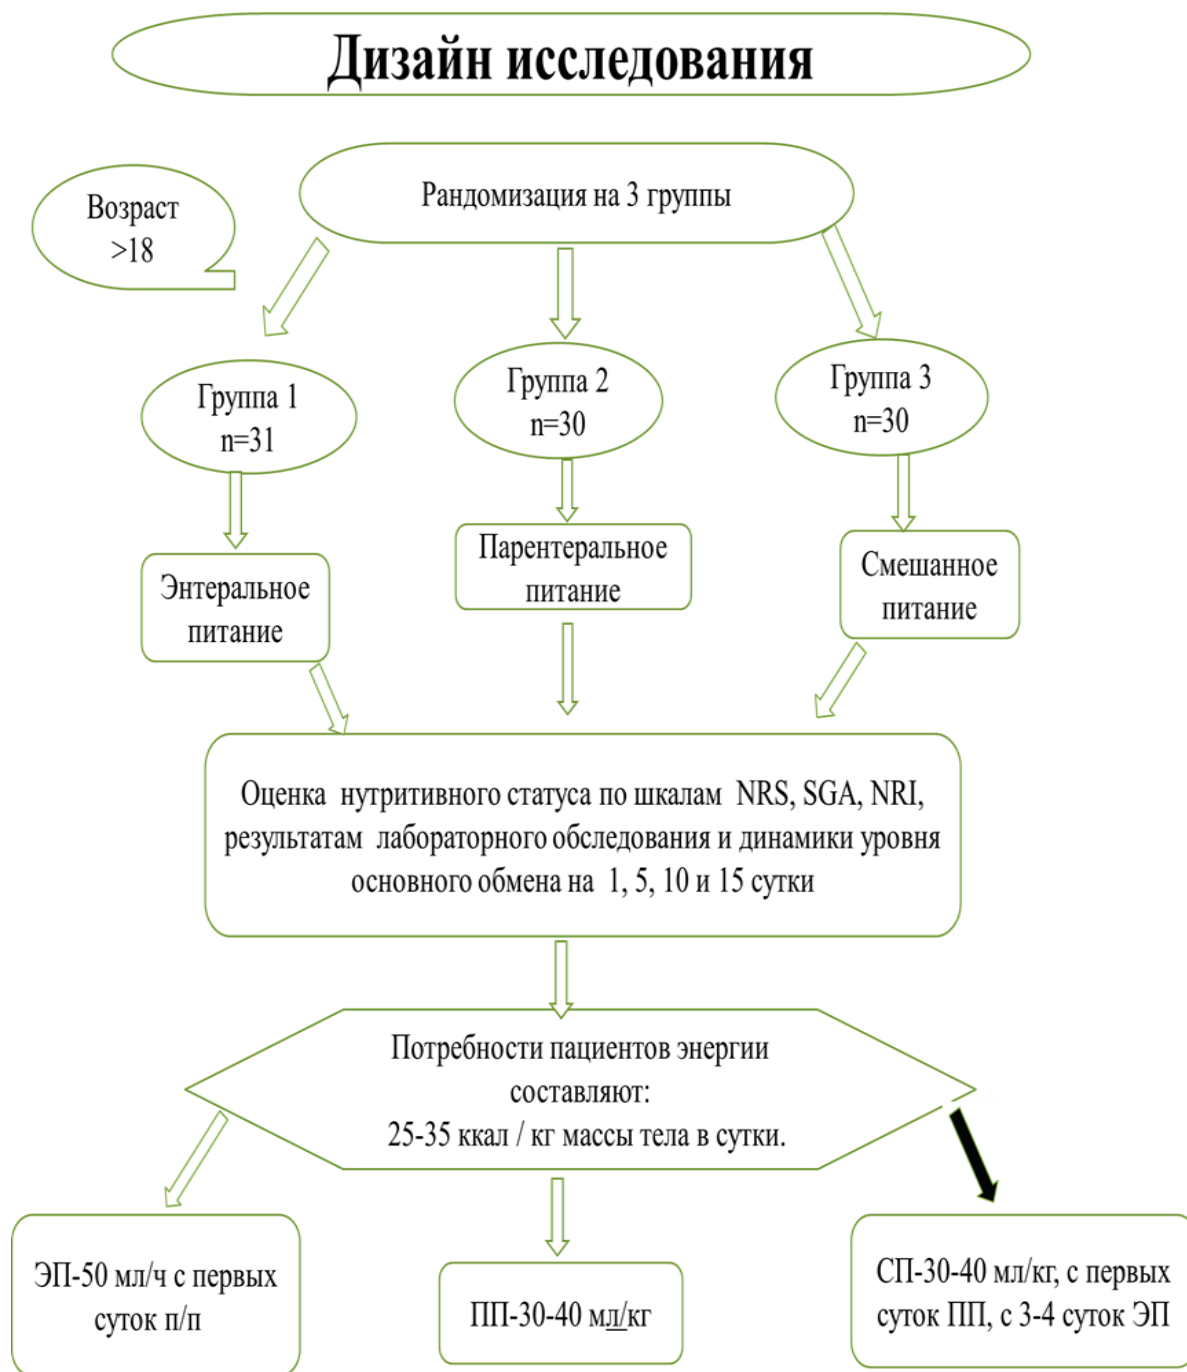 Дизайн исследования
Рандомизация на 3 группы
Возраст
>18
Группа 1
n=31
Группа 2
n=30
Группа 3
n=30
Энтеральное
питание
Парентеральное
питание
Смешанное
питание
Оценка нутритивного статуса по шкалам NRS, SGA, NRI,
результатам лабораторного обследования и динамики уровня
основного обмена на 1, 5, 10 и 15 сутки
Потребности пациентов энергии
составляют:
25-35 ккал / кг массы тела в сутки.
ЭП-50 мл/ч с первых
суток п/п
ПП-30-40 мл/кг
СП-30-40 мл/кг, с первых
суток ПП, с 3-4 суток ЭП